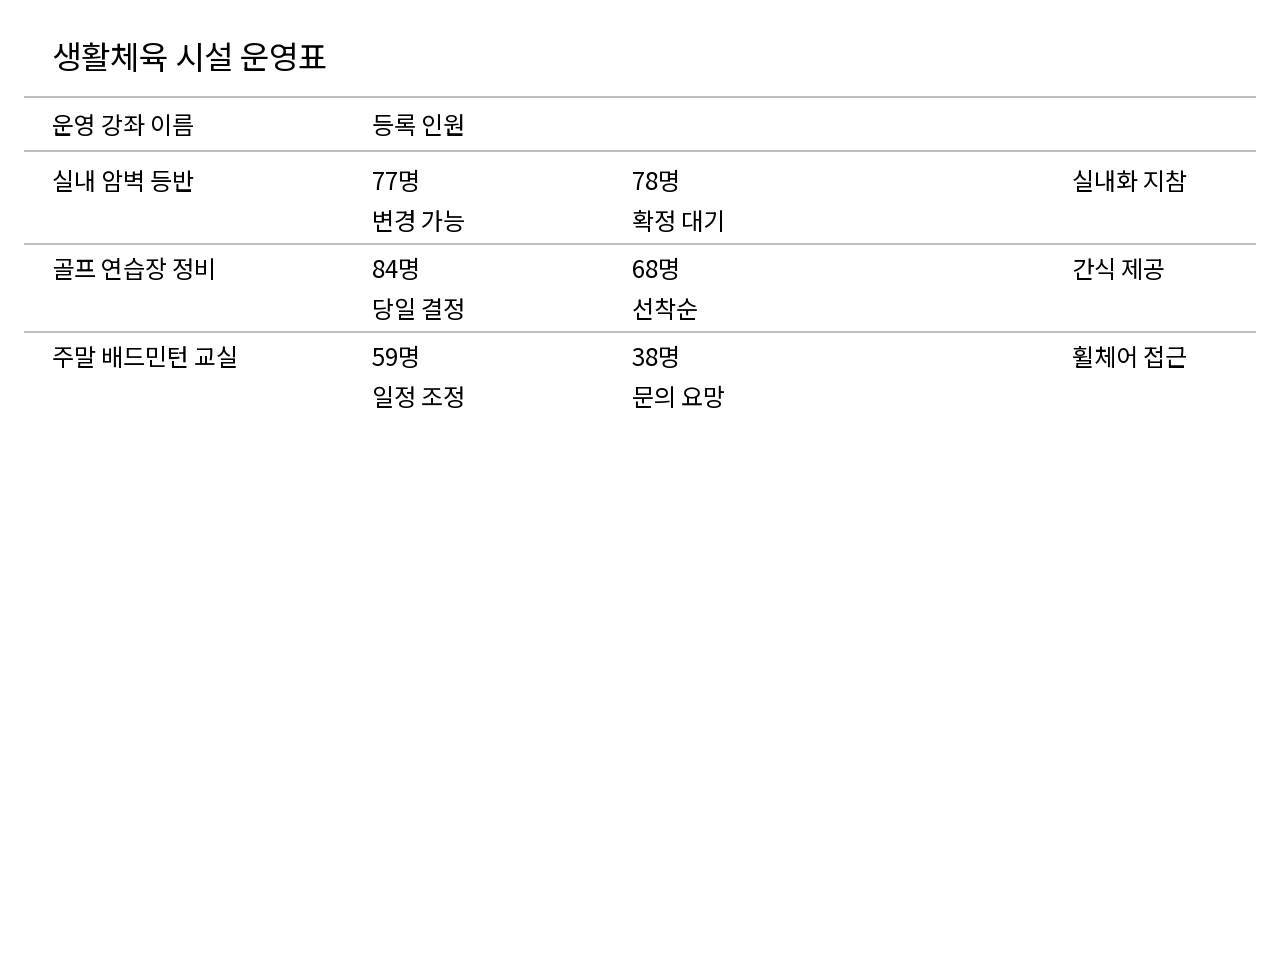 생활체육 시설 운영표
운영 강좌 이름 등록 인원
실내 암벽 등반 77명 78명 실내화 지참
변경 가능 확정 대기
골프 연습장 정비 84명 68명 간식 제공
당일 결정 선착순
주말 배드민턴 교실 59명 38명 휠체어 접근
일정 조정 문의 요망